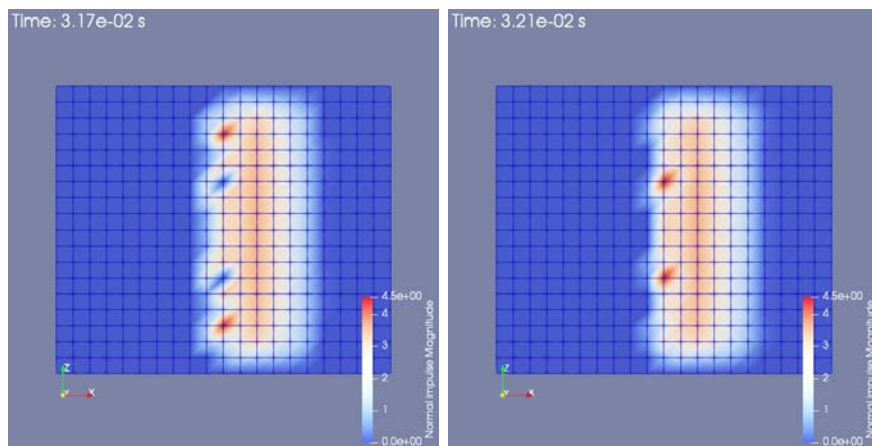 Time: 3.17e-02 s
4.5e+00
4
3
2
1
0.0e+00
Normal impulse Magnitude
Z
Y
X
Time: 3.21e-02 s
4.5e+00
4
3
2
1
0.0e+00
Normal impulse Magnitude
Z
Y
X